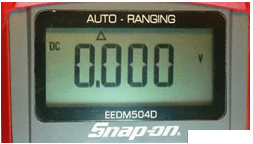 AUTO - RANGING
DC △
0.000 V
EEDM504D
Snap-on